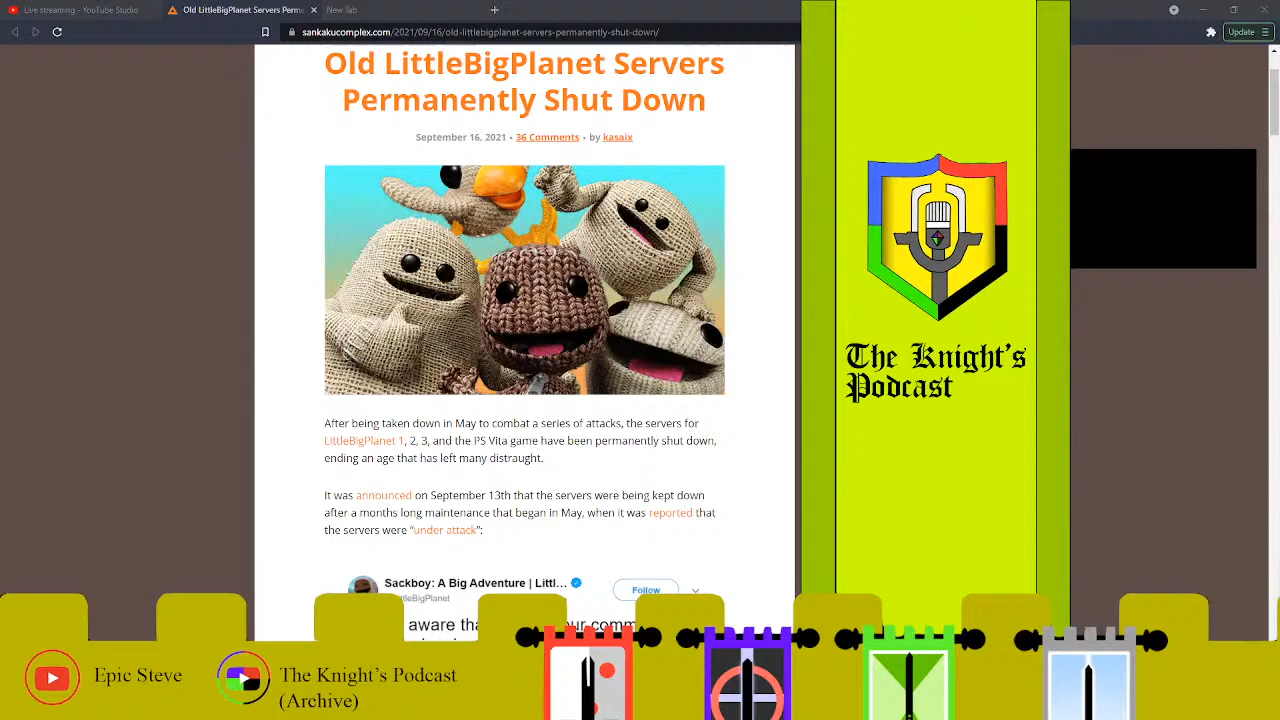 Live streaming - YouTube Studio
Old LittleBigPlanet Servers Perma
New Tab
sankakucomplex.com/2021/09/16/old-littlebigplanet-servers-permanently-shut-down/
Update
Old LittleBigPlanet Servers
Permanently Shut Down
September 16, 2021 • 36 Comments • by kasaix
After being taken down in May to combat a series of attacks, the servers for
LittleBigPlanet 1, 2, 3, and the PS Vita game have been permanently shut down,
ending an age that has left many distraught.
It was announced on September 13th that the servers were being kept down
after a months long maintenance that began in May, when it was reported that
the servers were “under attack”:
Sackboy: A Big Adventure | Littl...
Follow
ttleBigPlanet
aware tha
The Knight's
Podcast
Epic Steve
The Knight's Podcast
(Archive)